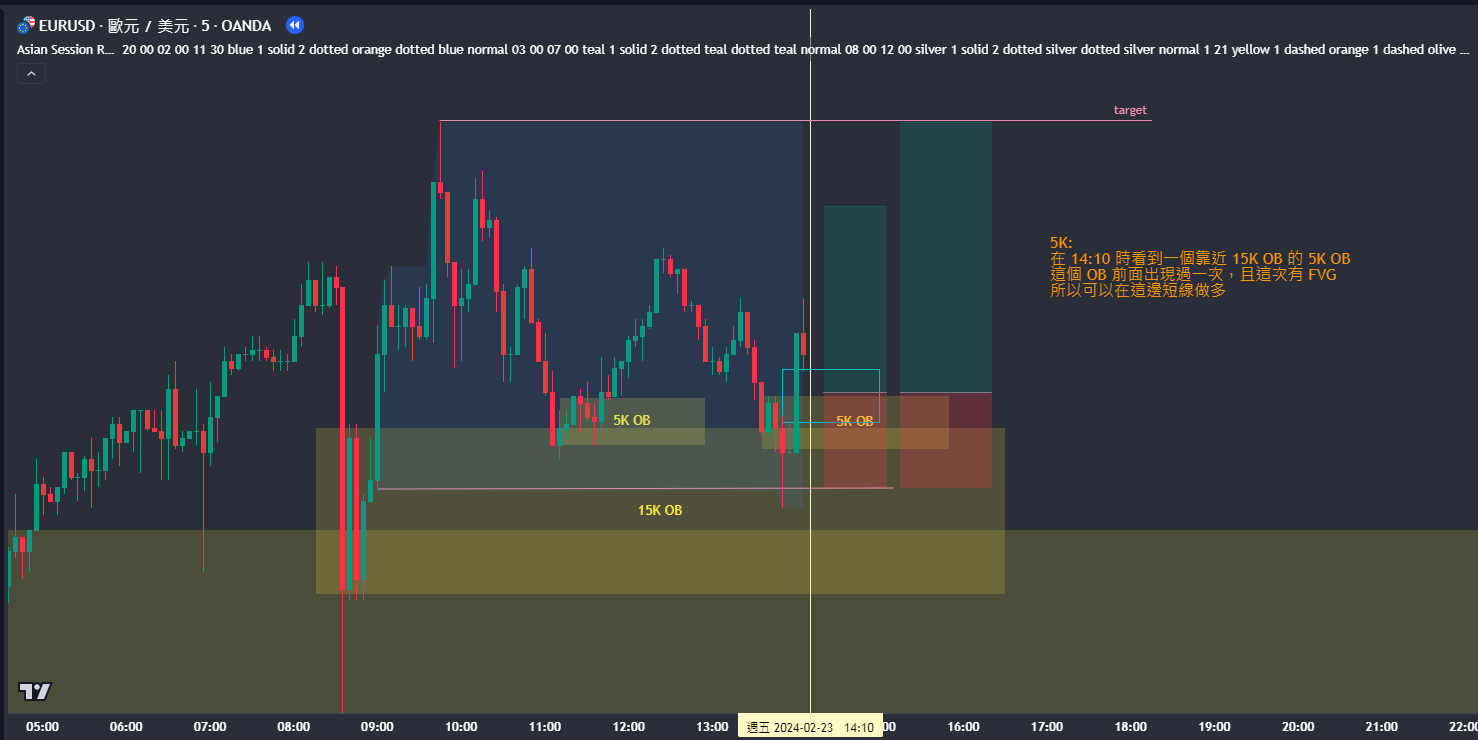 EURUSD · 歐元 / 美元 · 5 · OANDA
Asian Session R... 20 00 02 00 11 30 blue 1 solid 2 dotted orange dotted blue normal 03 00 07 00 teal 1 solid 2 dotted teal dotted teal normal 08 00 12 00 silver 1 solid 2 dotted silver dotted silver normal 1 21 yellow 1 dashed orange 1 dashed olive ...
target
5K:
在 14:10 時看到一個靠近 15K OB 的 5K OB
這個 OB 前面出現過一次，且這次有 FVG
所以可以在這邊短線做多
5K OB
5K OB
15K OB
05:00 06:00 07:00 08:00 09:00 10:00 11:00 12:00 13:00 週五 2024-02-23 14:10 :00 16:00 17:00 18:00 19:00 20:00 21:00 22:00